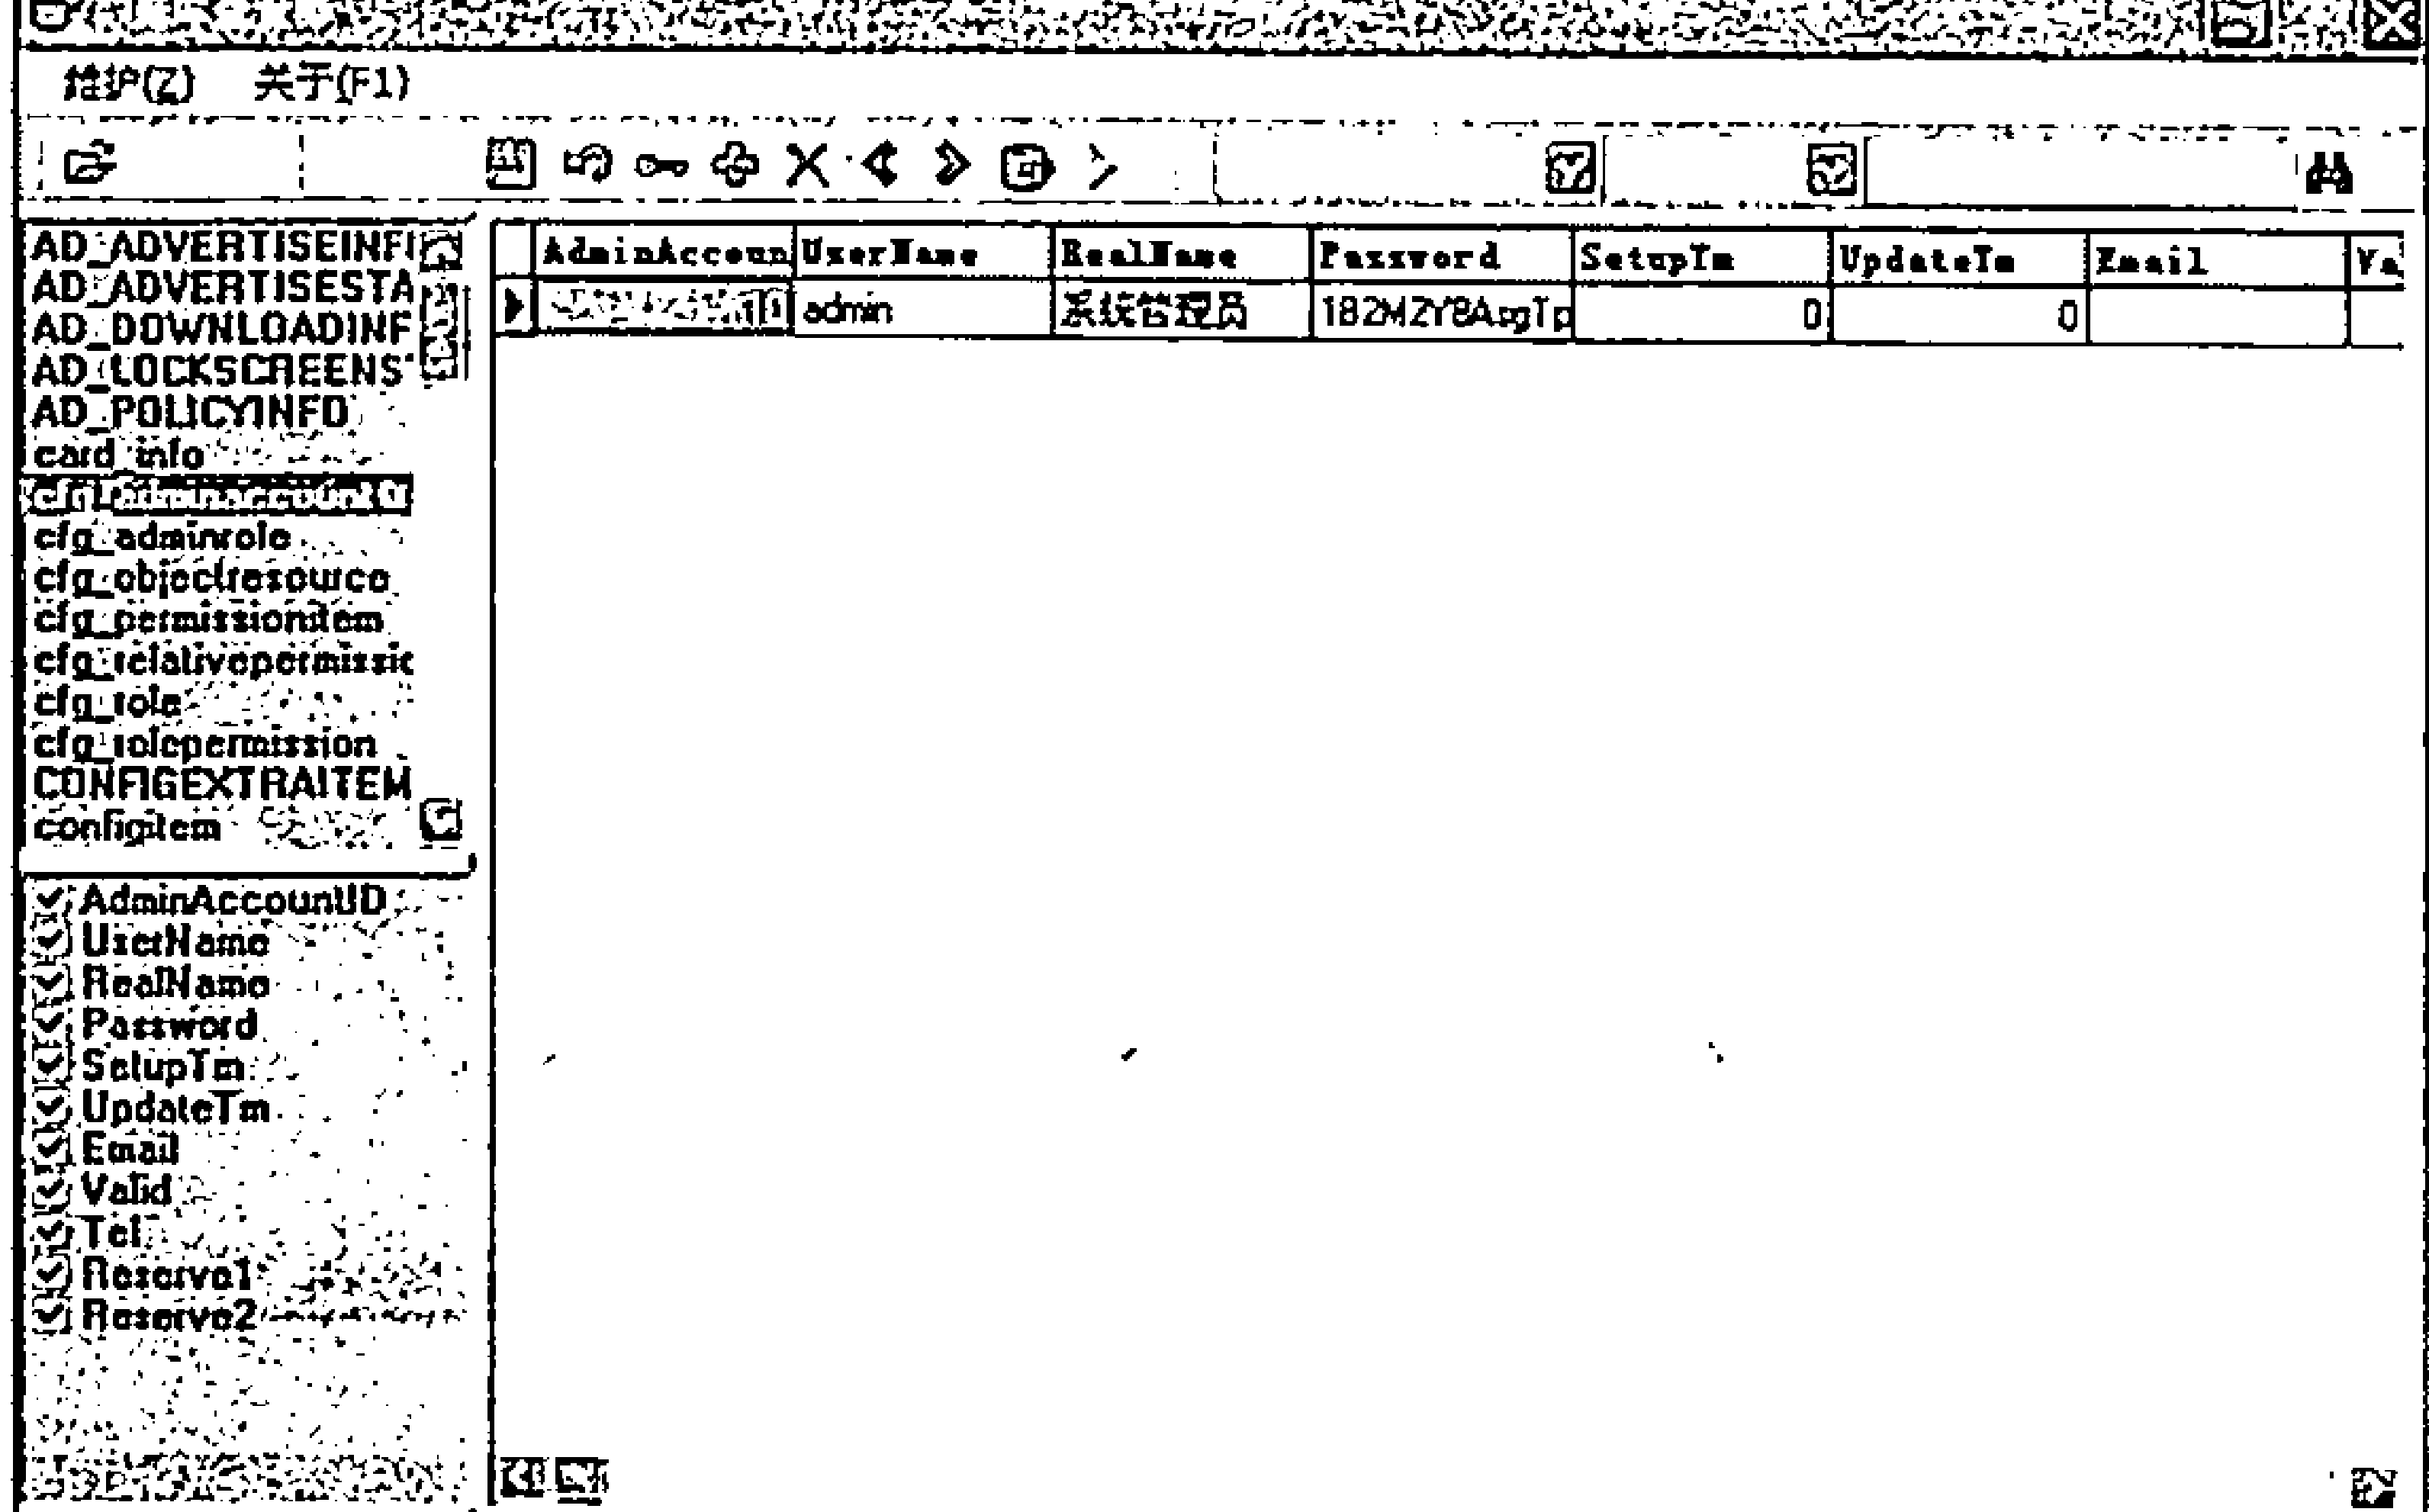 维护(Z) 关于(F1)
AD_ADVERTISEINF
AD_ADVERTISESTA
AD_DOWNLOADINF
AD_LOCKSCREENS
AD_POLICYINFO
card_info
cfg_adminaccount
cfg_adminrole
cfg_objectresource
cfg_permissionitem
cfg_relativepermissic
cfg_role
cfg_rolepermission
CONFIGEXTRAITEM
configitem
AdminAccountID
UserName
RealName
Password
SetupTm
UpdateTm
Email
Valid
Tel
Reserve1
Reserve2
AdminAccoun UserName RealName Password SetupTm UpdateTm Email Va
admin 系统管理员 0 0